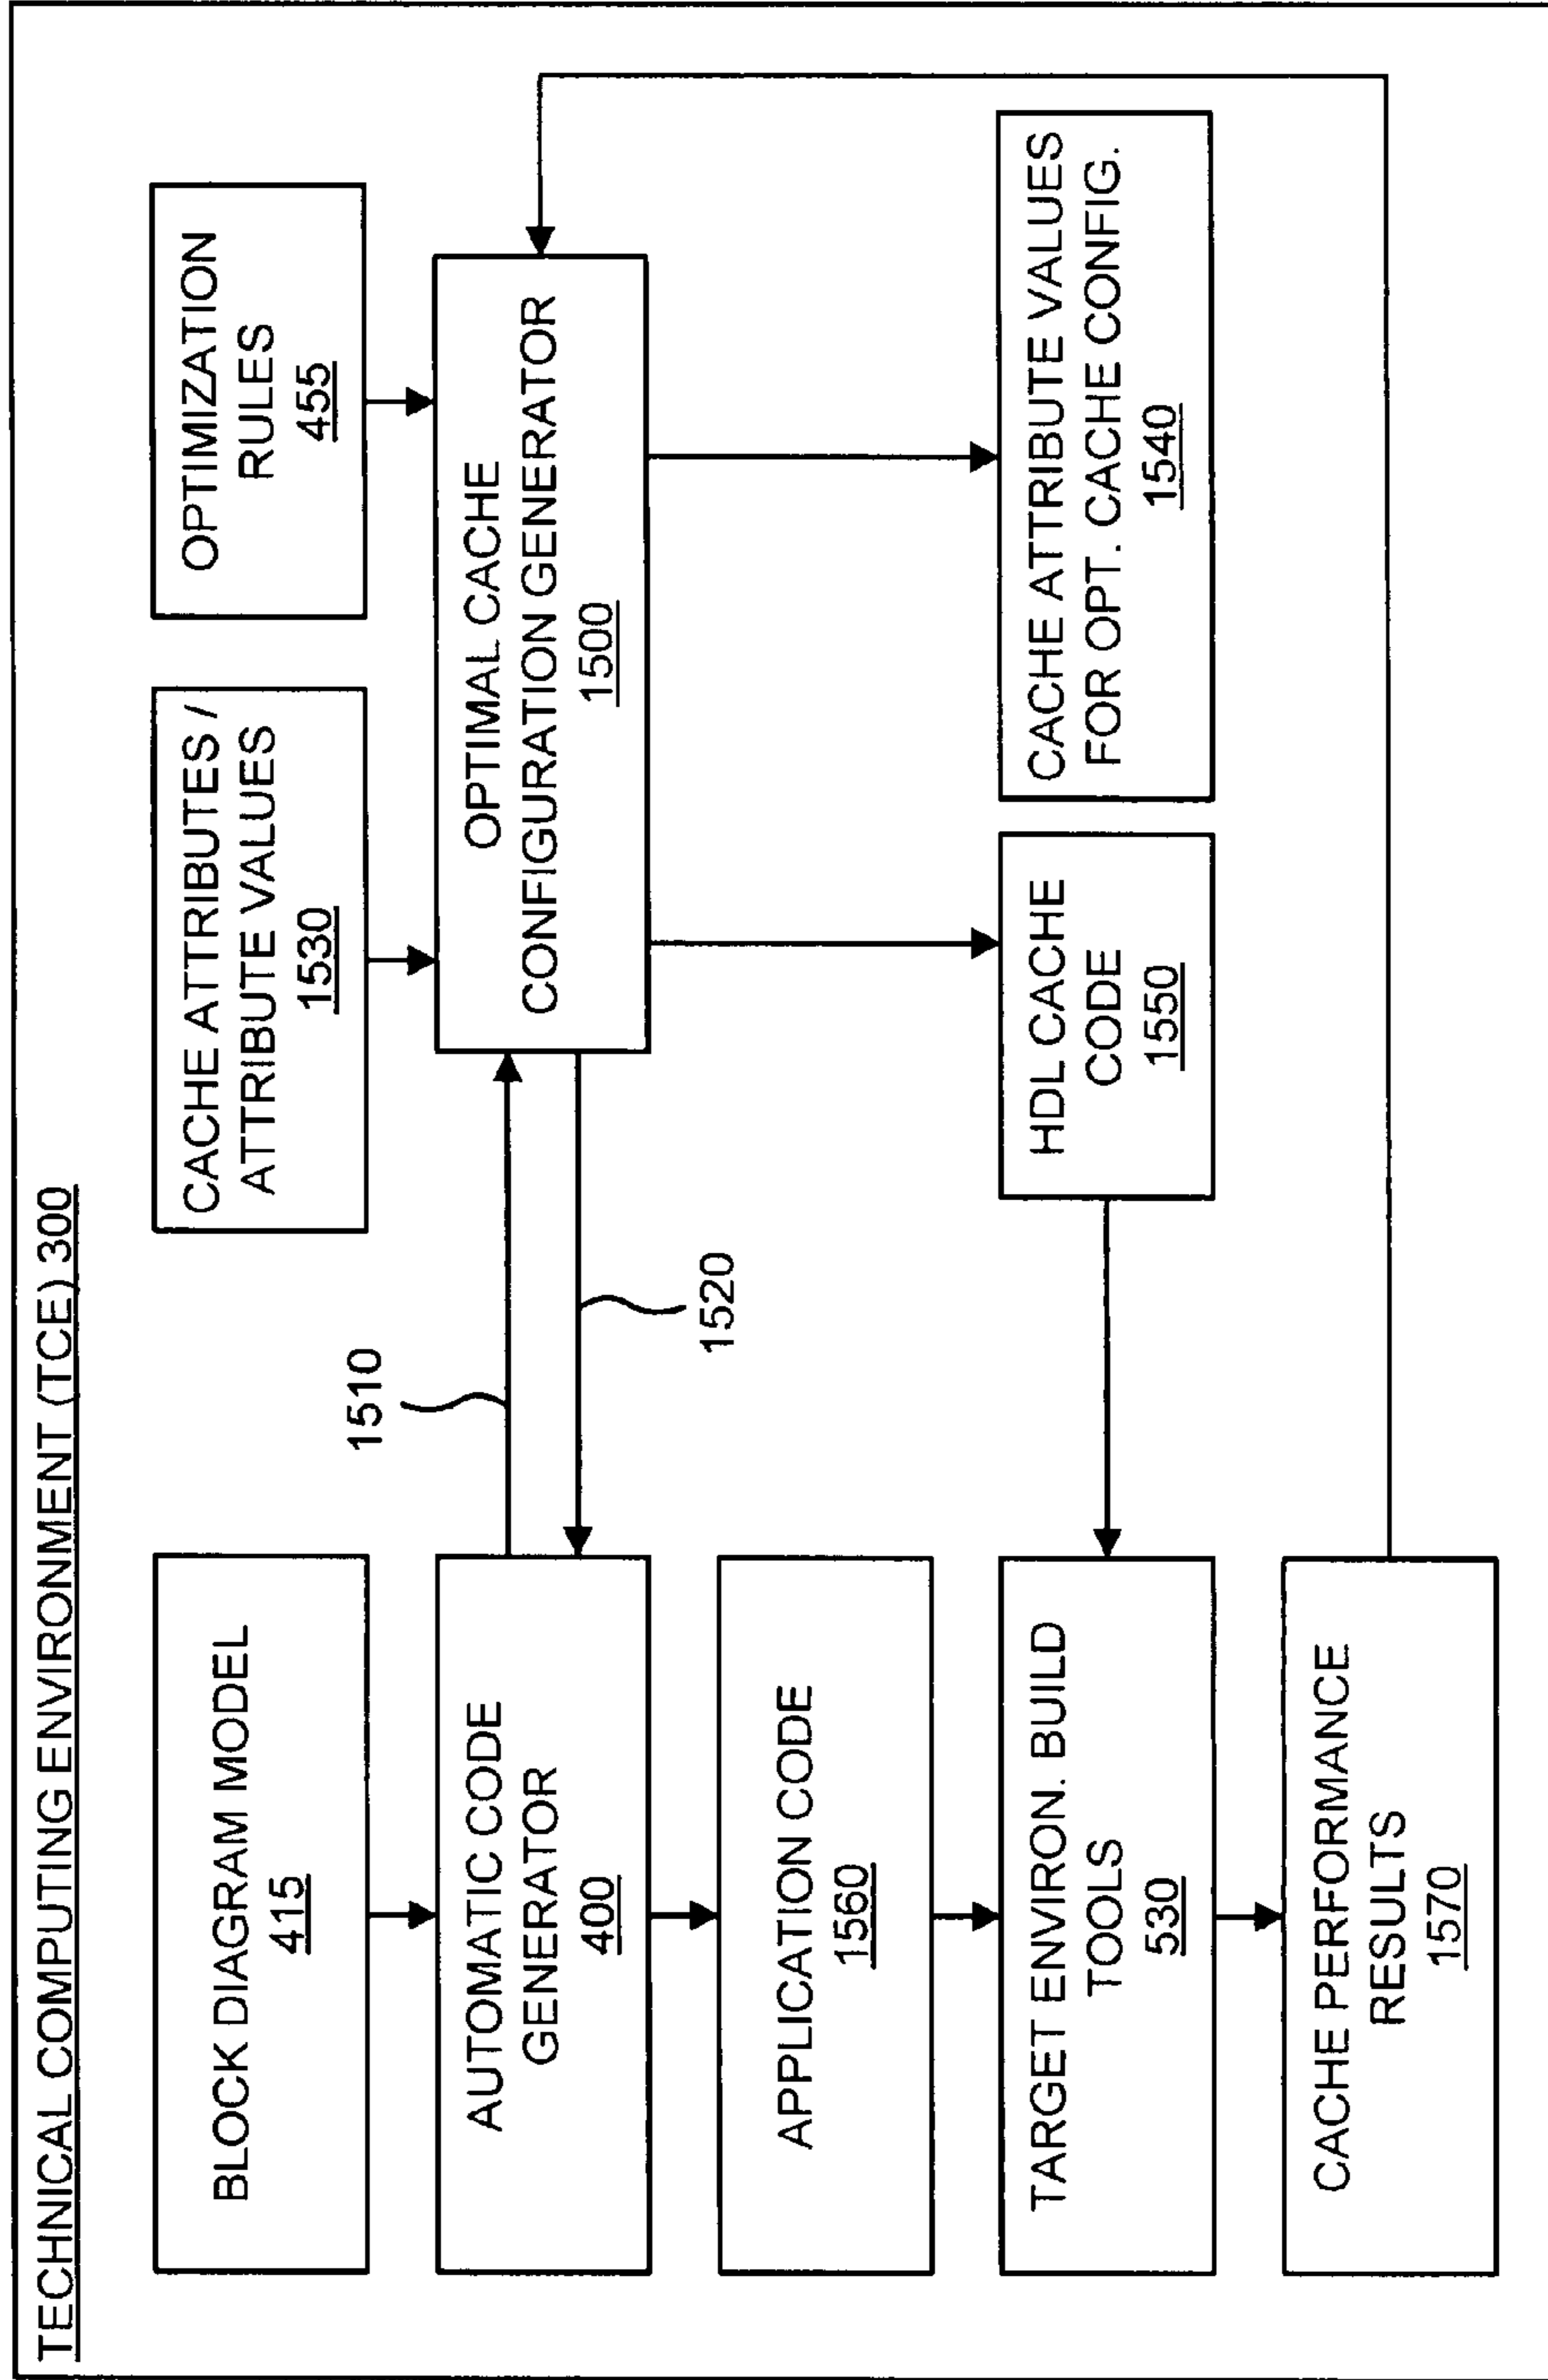 TECHNICAL COMPUTING ENVIRONMENT (TCE) 300
BLOCK DIAGRAM MODEL
415
CACHE ATTRIBUTES /
ATTRIBUTE VALUES
1530
OPTIMIZATION
RULES
455
1510
AUTOMATIC CODE
GENERATOR
400
OPTIMAL CACHE
CONFIGURATION GENERATOR
1500
1520
APPLICATION CODE
1560
TARGET ENVIRON. BUILD
TOOLS
530
HDL CACHE
CODE
1550
CACHE ATTRIBUTE VALUES
FOR OPT. CACHE CONFIG.
1540
CACHE PERFORMANCE
RESULTS
1570